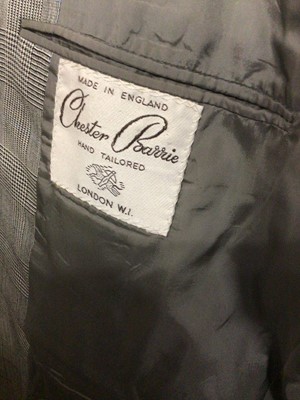 MADE IN ENGLAND
Chester Barrie
HAND TAILORED
LONDON W.I.